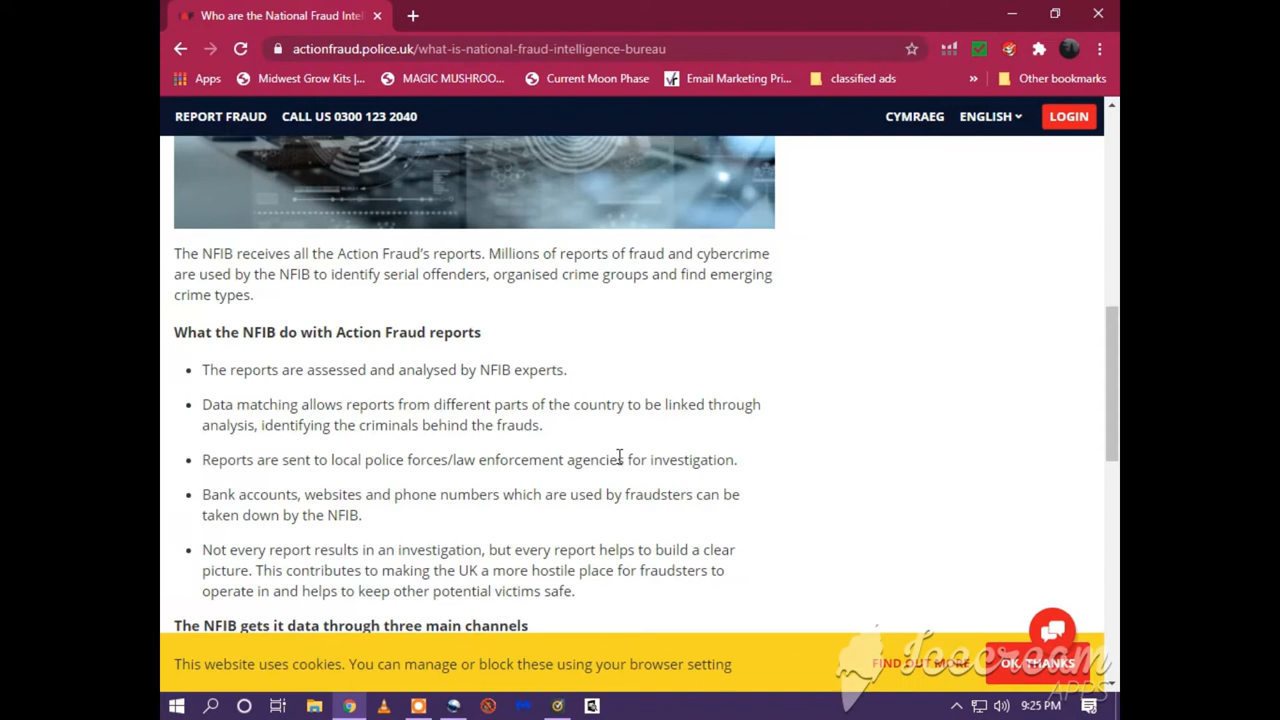 Who are the National Fraud Intel
actionfraud.police.uk/what-is-national-fraud-intelligence-bureau
Apps Midwest Grow Kits |... MAGIC MUSHROO... Current Moon Phase Email Marketing Pri... classified ads » Other bookmarks
REPORT FRAUD CALL US 0300 123 2040 CYMRAEG ENGLISH LOGIN
The NFIB receives all the Action Fraud's reports. Millions of reports of fraud and cybercrime
are used by the NFIB to identify serial offenders, organised crime groups and find emerging
crime types.
What the NFIB do with Action Fraud reports
• The reports are assessed and analysed by NFIB experts.
• Data matching allows reports from different parts of the country to be linked through
analysis, identifying the criminals behind the frauds.
• Reports are sent to local police forces/law enforcement agencies for investigation.
• Bank accounts, websites and phone numbers which are used by fraudsters can be
taken down by the NFIB.
• Not every report results in an investigation, but every report helps to build a clear
picture. This contributes to making the UK a more hostile place for fraudsters to
operate in and helps to keep other potential victims safe.
The NFIB gets it data through three main channels
This website uses cookies. You can manage or block these using your browser setting FIND OUT MORE OK, THANKS
Icecream
APPS
9:25 PM